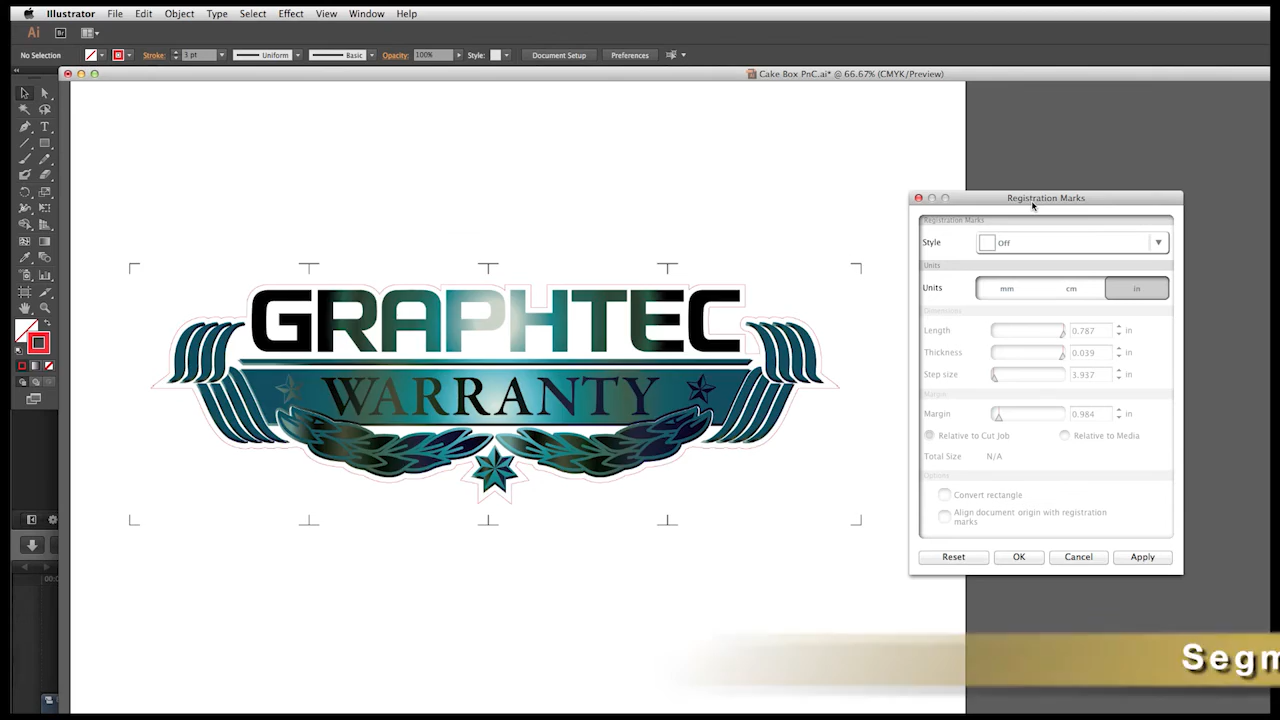 Illustrator File Edit Object Type Select Effect View Window Help
Ai Br
No Selection Stroke: 3 pt Uniform Basic Opacity: 100% Style: Document Setup Preferences
Cake Box PnC.ai* @ 66.67% (CMYK/Preview)
GRAPHTEC
WARRANTY
Registration Marks
Registration Marks
Style Off
Units
Units mm cm in
Dimensions
Length 0.787 in
Thickness 0.039 in
Step size 3.937 in
Margin
Margin 0.984 in
Relative to Cut Job Relative to Media
Total Size N/A
Options
Convert rectangle
Align document origin with registration
marks
Reset OK Cancel Apply
00:0
Segm